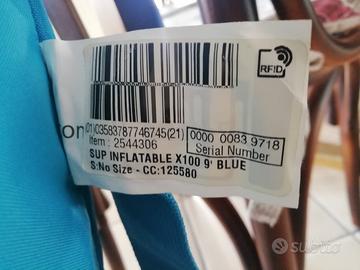 RFID
(01)03583787746745(21)
Item : 2544306
0000 0083 9718
Serial Number
SUP INFLATABLE X100 9' BLUE
S:No Size - CC:125580
subito